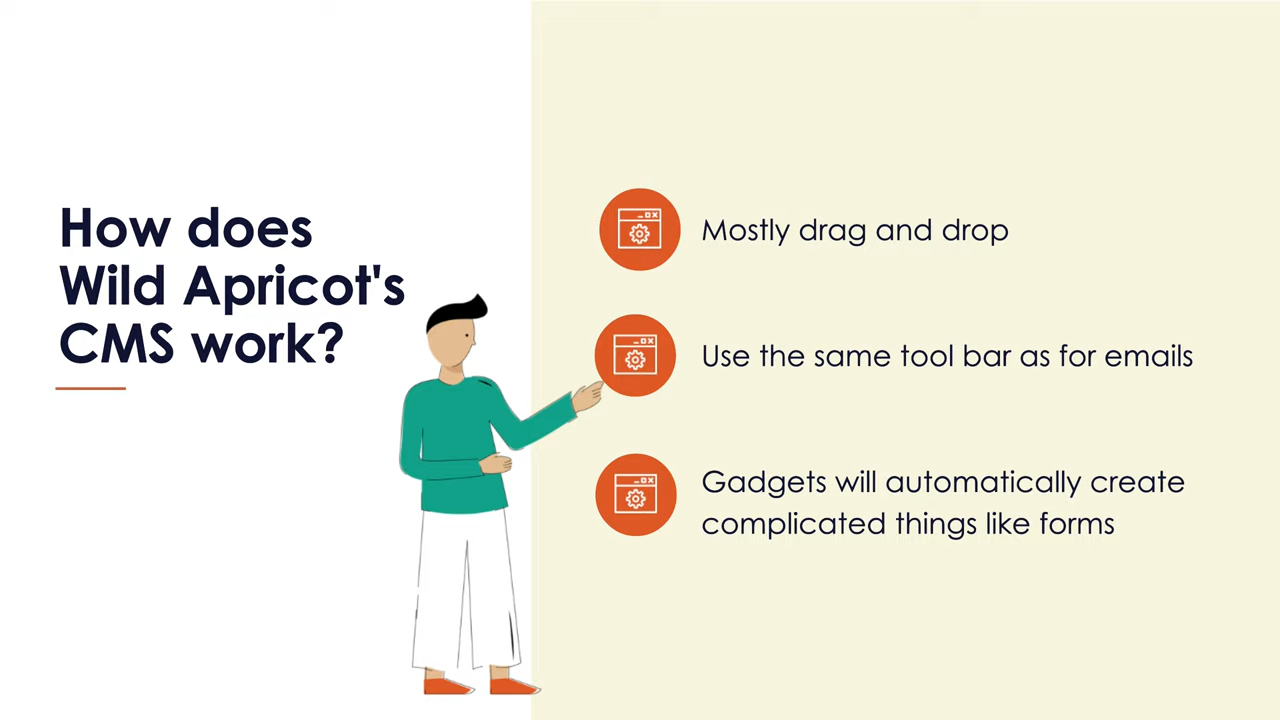 How does
Wild Apricot's
CMS work?
Mostly drag and drop
Use the same tool bar as for emails
Gadgets will automatically create
complicated things like forms